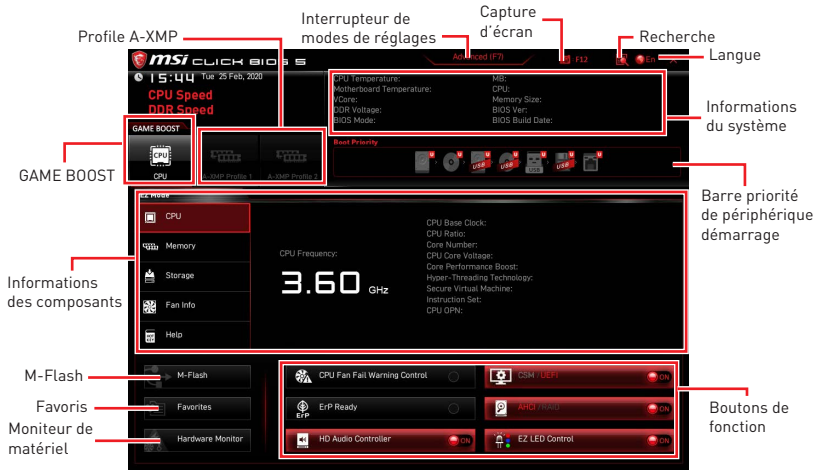 Profile A-XMP
Interrupteur de
modes de réglages
Capture
d'écran
Recherche
Langue
msi CLICK BIOS 5
Advanced (F7)
F12
En
X
15:44 Tue 25 Feb, 2020
CPU Speed
DDR Speed
CPU Temperature:
Motherboard Temperature:
VCore:
DDR Voltage:
BIOS Mode:
MB:
CPU:
Memory Size:
BIOS Ver:
BIOS Build Date:
Informations
du système
GAME BOOST
CPU
CPU
A-XMP Profile 1
A-XMP Profile 2
Boot Priority
U
U
U
USB
U
USB
U
USB
U
USB
U
GAME BOOST
Barre priorité
de périphérique
démarrage
EZ Mode
CPU
Memory
Storage
Fan Info
Help
CPU Frequency:
3.60 GHz
CPU Base Clock:
CPU Ratio:
Core Number:
CPU Core Voltage:
Core Performance Boost:
Hyper-Threading Technology:
Secure Virtual Machine:
Instruction Set:
CPU OPN:
Informations
des composants
M-Flash
Favoris
Moniteur de
matériel
M-Flash
Favorites
Hardware Monitor
CPU Fan Fail Warning Control
ErP
ErP Ready
HD Audio Controller
ON
CSM /UEFI
ON
AHCI /RAID
ON
EZ LED Control
ON
Boutons de
fonction